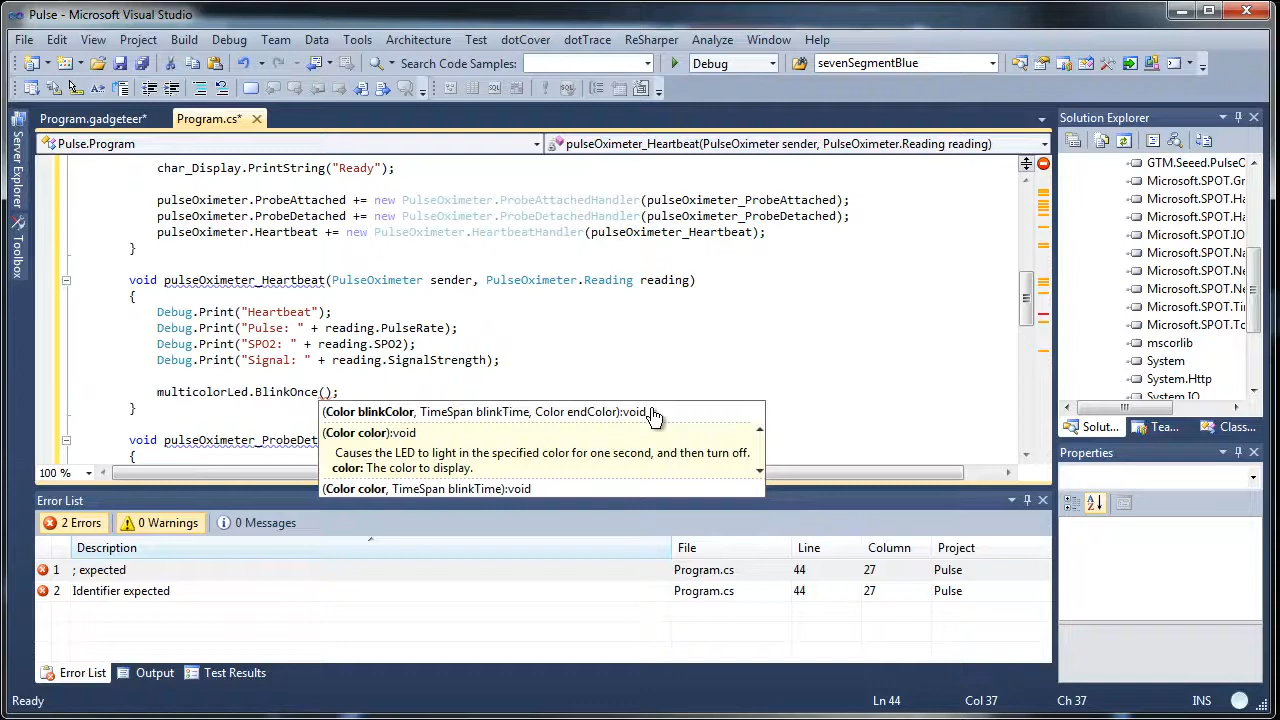 Pulse - Microsoft Visual Studio
File Edit View Project Build Debug Team Data Tools Architecture Test dotCover dotTrace ReSharper Analyze Window Help
Search Code Samples: Debug sevenSegmentBlue
Program.gadgeteer* Program.cs*
Pulse.Program pulseOximeter_Heartbeat(PulseOximeter sender, PulseOximeter.Reading reading)
Server Explorer
Toolbox
char_Display.PrintString("Ready");
pulseOximeter.ProbeAttached += new PulseOximeter.ProbeAttachedHandler(pulseOximeter_ProbeAttached);
pulseOximeter.ProbeDetached += new PulseOximeter.ProbeDetachedHandler(pulseOximeter_ProbeDetached);
pulseOximeter.Heartbeat += new PulseOximeter.HeartbeatHandler(pulseOximeter_Heartbeat);
}
void pulseOximeter_Heartbeat(PulseOximeter sender, PulseOximeter.Reading reading)
{
Debug.Print("Heartbeat");
Debug.Print("Pulse: " + reading.PulseRate);
Debug.Print("SPO2: " + reading.SPO2);
Debug.Print("Signal: " + reading.SignalStrength);
multicolorLed.BlinkOnce();
}
(Color blinkColor, TimeSpan blinkTime, Color endColor):void
(Color color):void
Causes the LED to light in the specified color for one second, and then turn off.
color: The color to display.
(Color color, TimeSpan blinkTime):void
void pulseOximeter_ProbeDet
{
100 %
Solution Explorer
GTM.Seeed.PulseO
Microsoft.SPOT.Gr
Microsoft.SPOT.Ha
Microsoft.SPOT.Ha
Microsoft.SPOT.IO
Microsoft.SPOT.Na
Microsoft.SPOT.Ne
Microsoft.SPOT.Ne
Microsoft.SPOT.Ti
Microsoft.SPOT.To
mscorlib
System
System.Http
System.IO
Solut... Tea... Class...
Properties
Error List
2 Errors 0 Warnings 0 Messages
Description File Line Column Project
1 ; expected Program.cs 44 27 Pulse
2 Identifier expected Program.cs 44 27 Pulse
Error List Output Test Results
Ready Ln 44 Col 37 Ch 37 INS